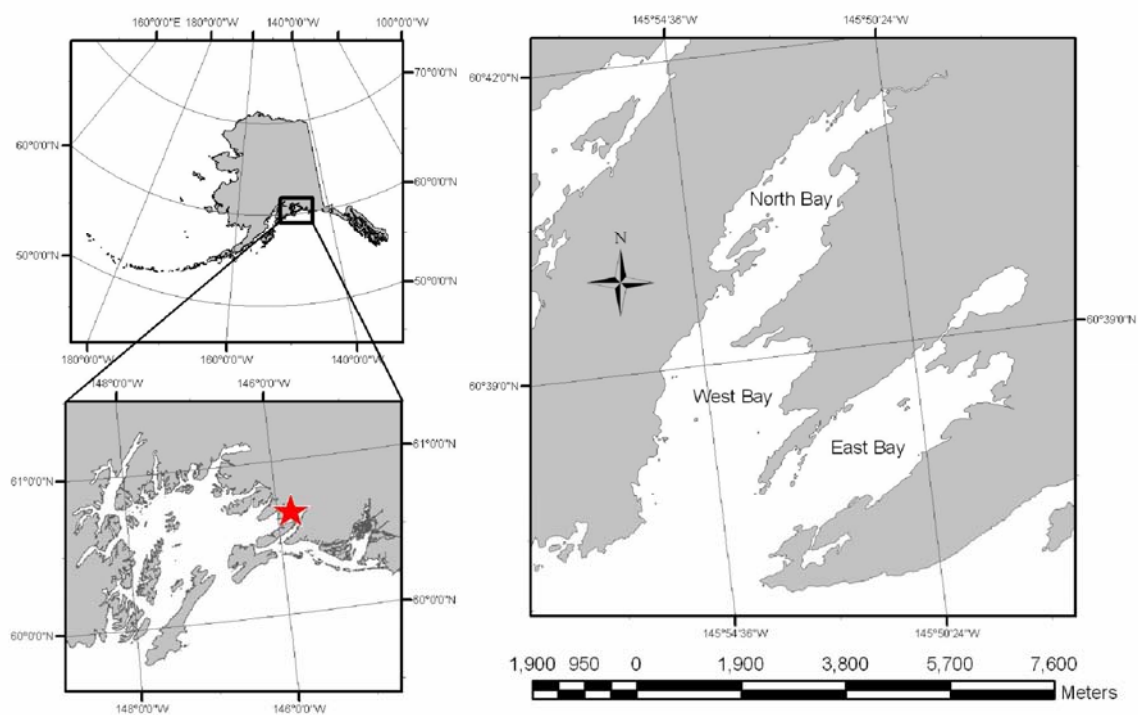 160°0'0"E 180°0'0"W 140°0'0"W 100°0'0"W
70°0'0"N
60°0'0"N
60°0'0"N
50°0'0"N
50°0'0"N
180°0'0"W 160°0'0"W 140°0'0"W
148°0'0"W 146°0'0"W
61°0'0"N
61°0'0"N
60°0'0"N
60°0'0"N
148°0'0"W 146°0'0"W
145°54'36"W 145°50'24"W
60°42'0"N
North Bay
N
60°39'0"N
60°39'0"N
West Bay
East Bay
145°54'36"W 145°50'24"W
1,900 950 0 1,900 3,800 5,700 7,600
Meters